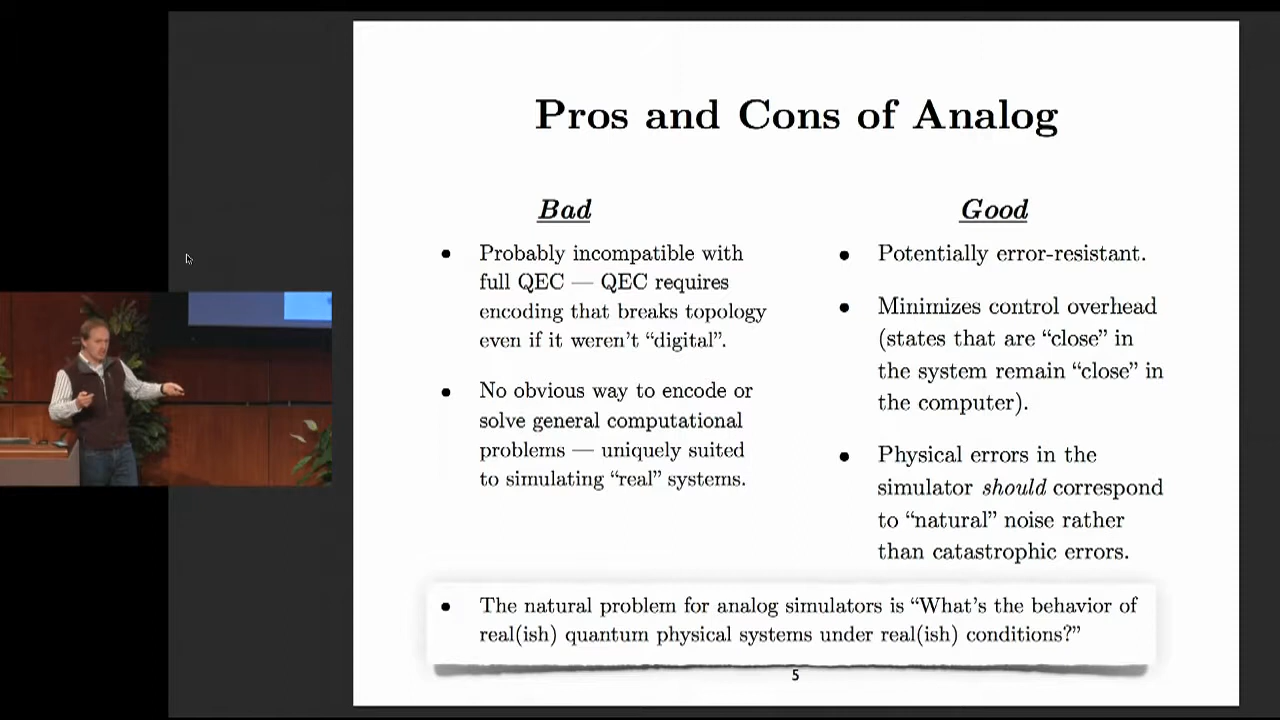 Pros and Cons of Analog
Bad
• Probably incompatible with
full QEC — QEC requires
encoding that breaks topology
even if it weren't “digital”.
• No obvious way to encode or
solve general computational
problems — uniquely suited
to simulating “real” systems.
Good
• Potentially error-resistant.
• Minimizes control overhead
(states that are “close” in
the system remain “close” in
the computer).
• Physical errors in the
simulator should correspond
to “natural” noise rather
than catastrophic errors.
• The natural problem for analog simulators is “What's the behavior of
real(ish) quantum physical systems under real(ish) conditions?”
5